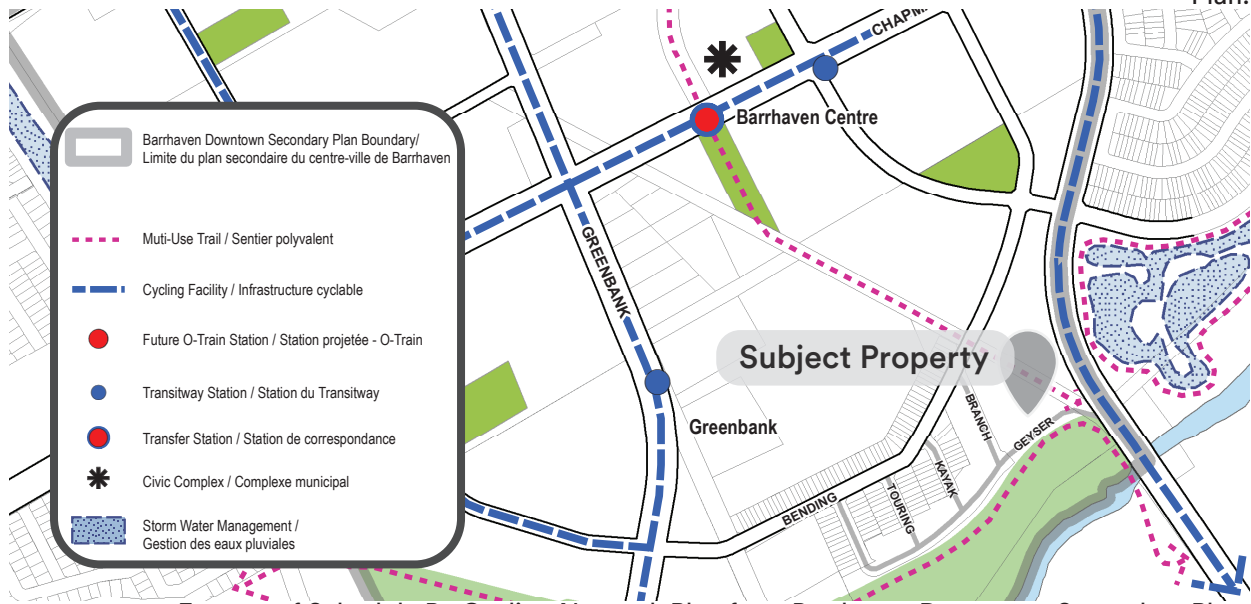 Plan.
CHAPMA
Barrhaven Centre
Barrhaven Downtown Secondary Plan Boundary/
Limite du plan secondaire du centre-ville de Barrhaven
Muti-Use Trail / Sentier polyvalent
Cycling Facility / Infrastructure cyclable
Future O-Train Station / Station projetée - O-Train
Transitway Station / Station du Transitway
Transfer Station / Station de correspondance
Civic Complex / Complexe municipal
Storm Water Management /
Gestion des eaux pluviales
GREENBANK
Subject Property
Greenbank
BRANCH
GEYSER
KAYAK
TOURING
BENDING